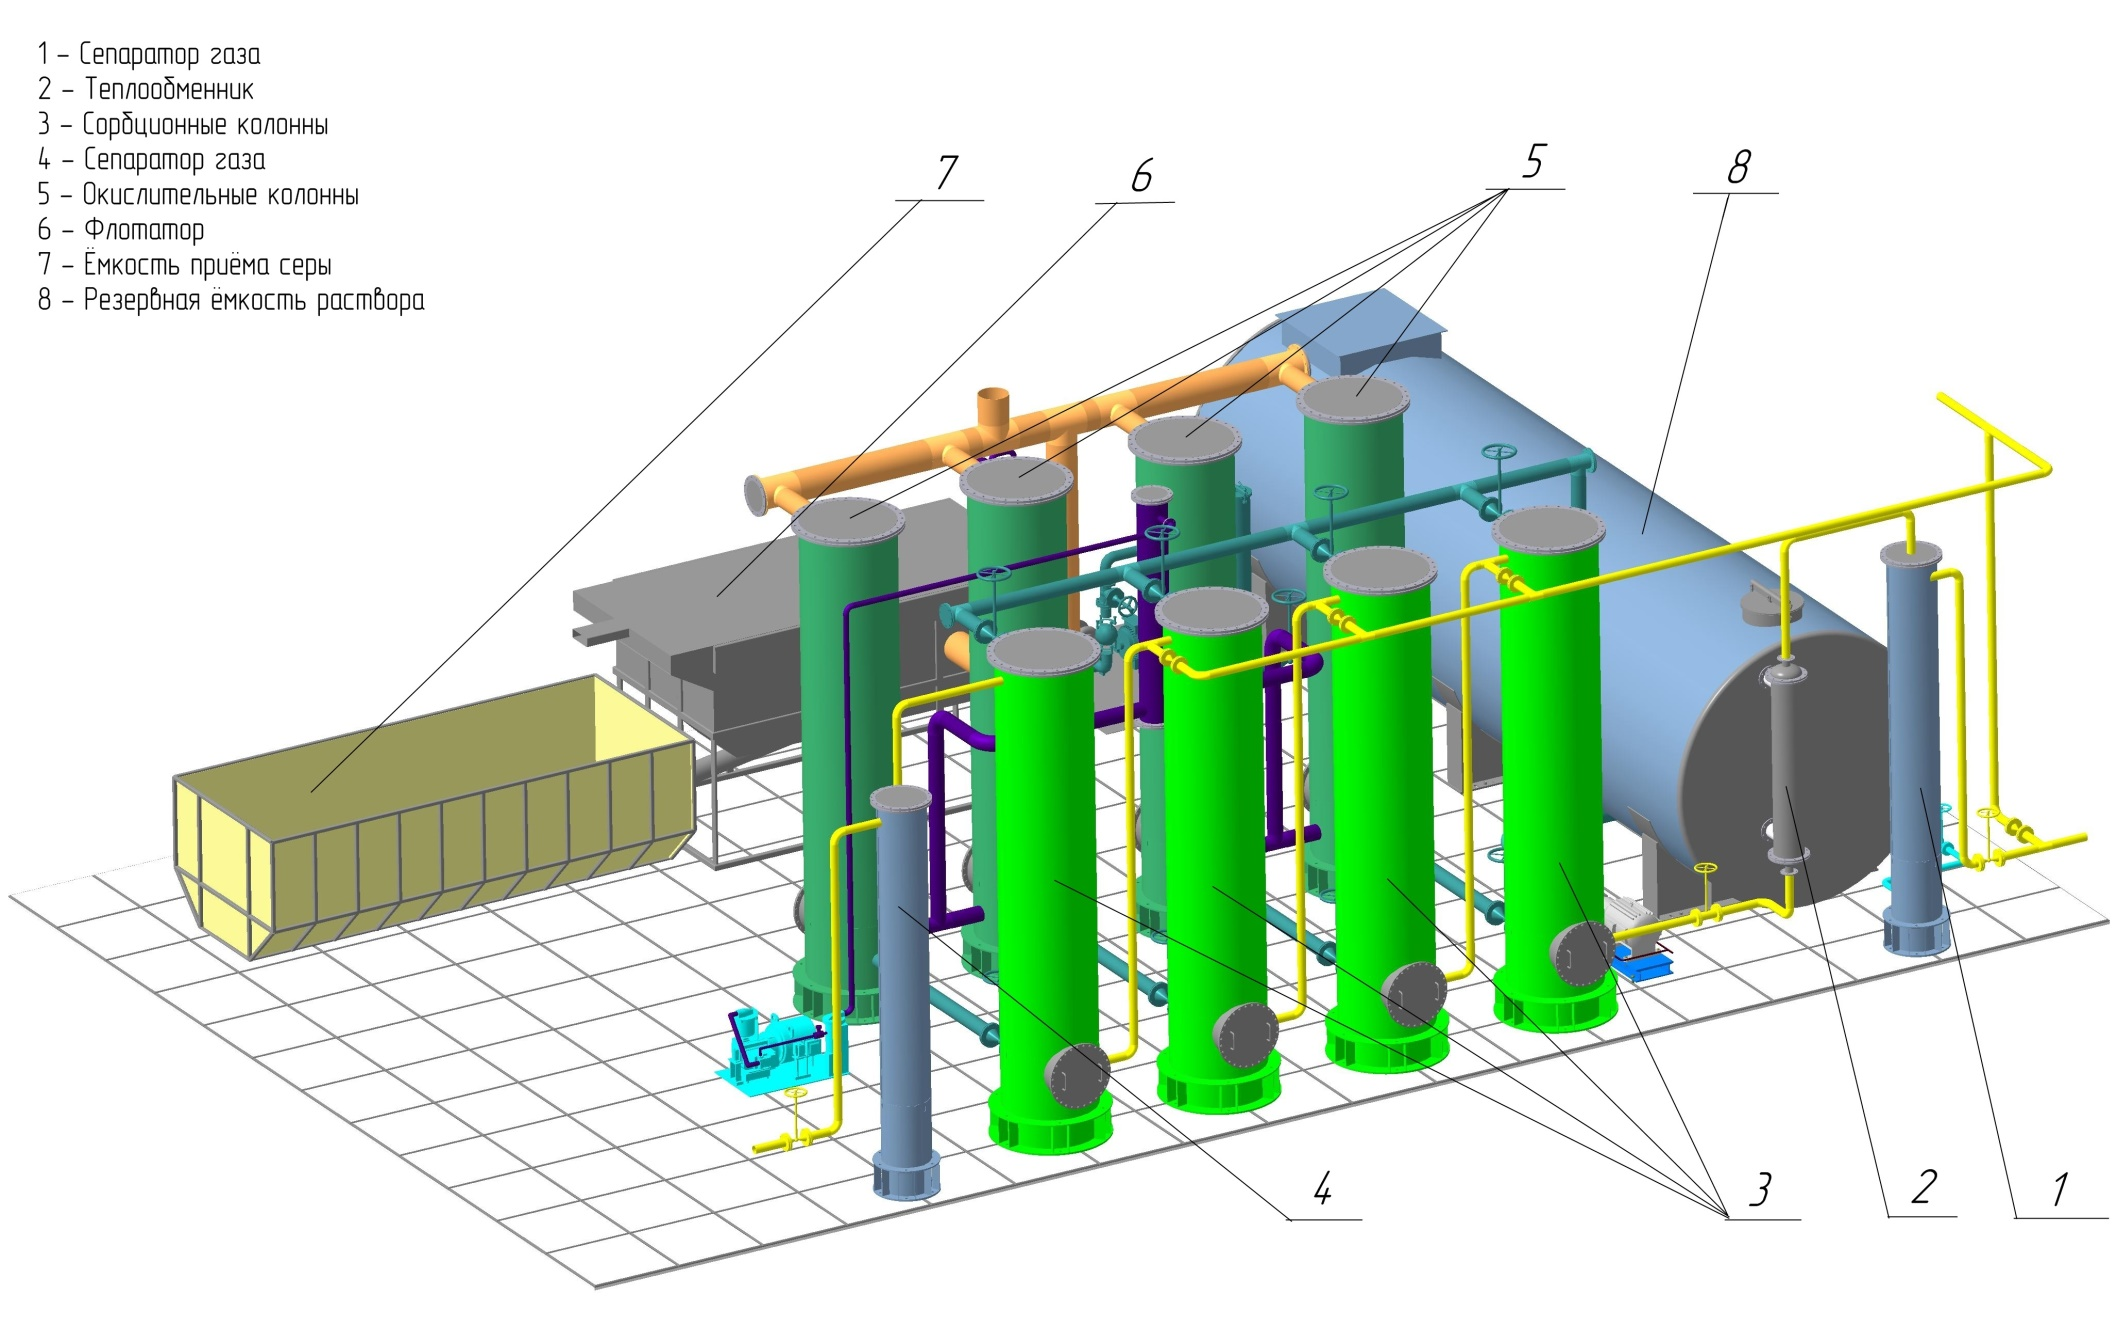 1 – Сепаратор газа
2 – Теплообменник
3 – Сорбционные колонны
4 – Сепаратор газа
5 – Окислительные колонны
6 – Флотатор
7 – Ёмкость приёма серы
8 – Резервная ёмкость раствора
7
6
5
8
4
3
2
1